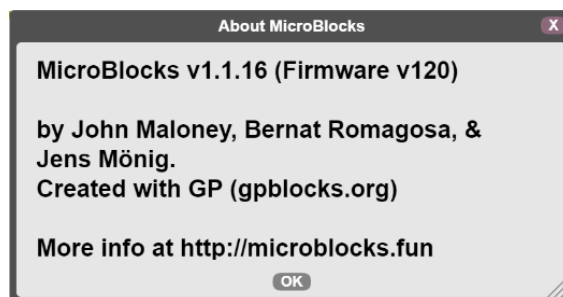 About MicroBlocks
X
MicroBlocks v1.1.16 (Firmware v120)
by John Maloney, Bernat Romagosa, &
Jens Mönig.
Created with GP (gpblocks.org)
More info at http://microblocks.fun
OK